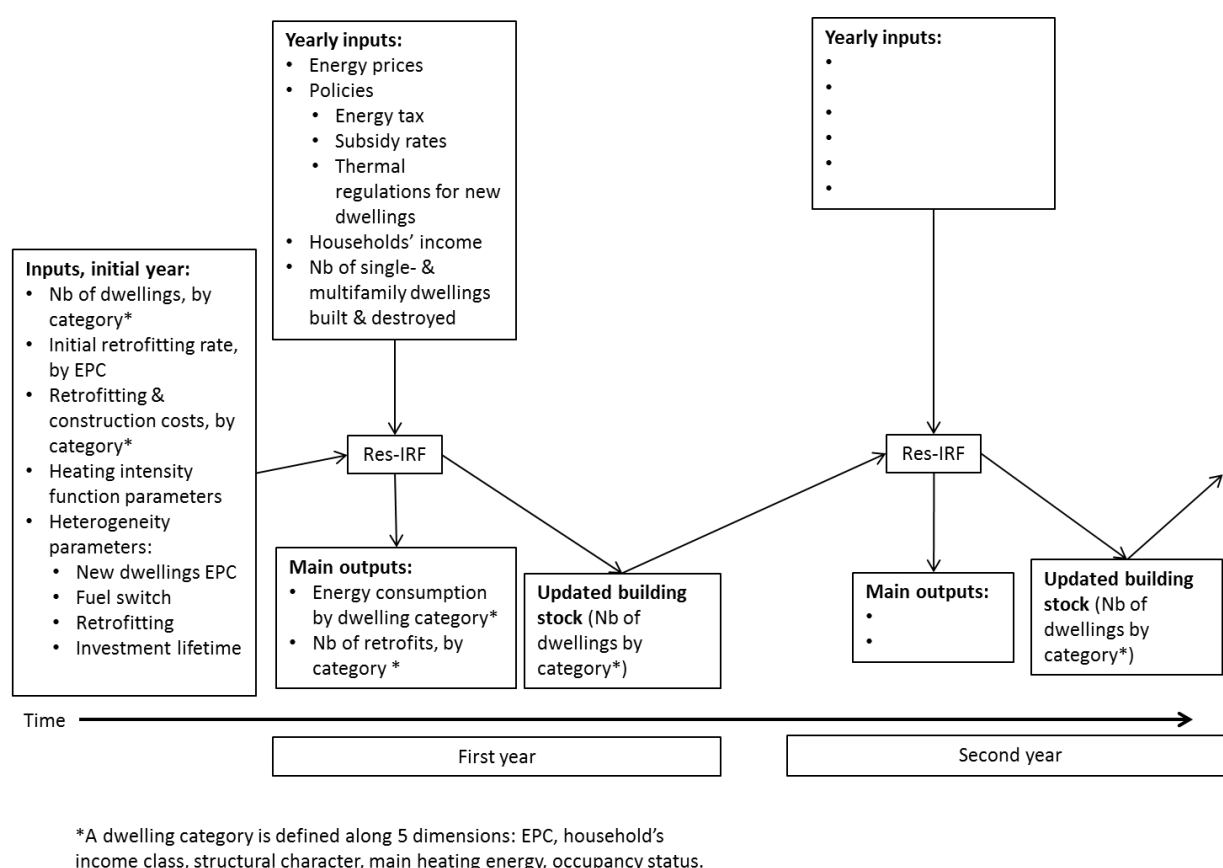 Inputs, initial year:
• Nb of dwellings, by
category*
• Initial retrofitting rate,
by EPC
• Retrofitting &
construction costs, by
category*
• Heating intensity
function parameters
• Heterogeneity
parameters:
• New dwellings EPC
• Fuel switch
• Retrofitting
• Investment lifetime
Yearly inputs:
• Energy prices
• Policies
• Energy tax
• Subsidy rates
• Thermal
regulations for new
dwellings
• Households’ income
• Nb of single- &
multifamily dwellings
built & destroyed
Res-IRF
Main outputs:
• Energy consumption
by dwelling category*
• Nb of retrofits, by
category *
Updated building
stock (Nb of
dwellings by
category*)
Yearly inputs:
•
•
•
•
•
•
Res-IRF
Main outputs:
•
•
Updated building
stock (Nb of
dwellings by
category*)
Time
First year
Second year
*A dwelling category is defined along 5 dimensions: EPC, household’s
income class, structural character, main heating energy, occupancy status.